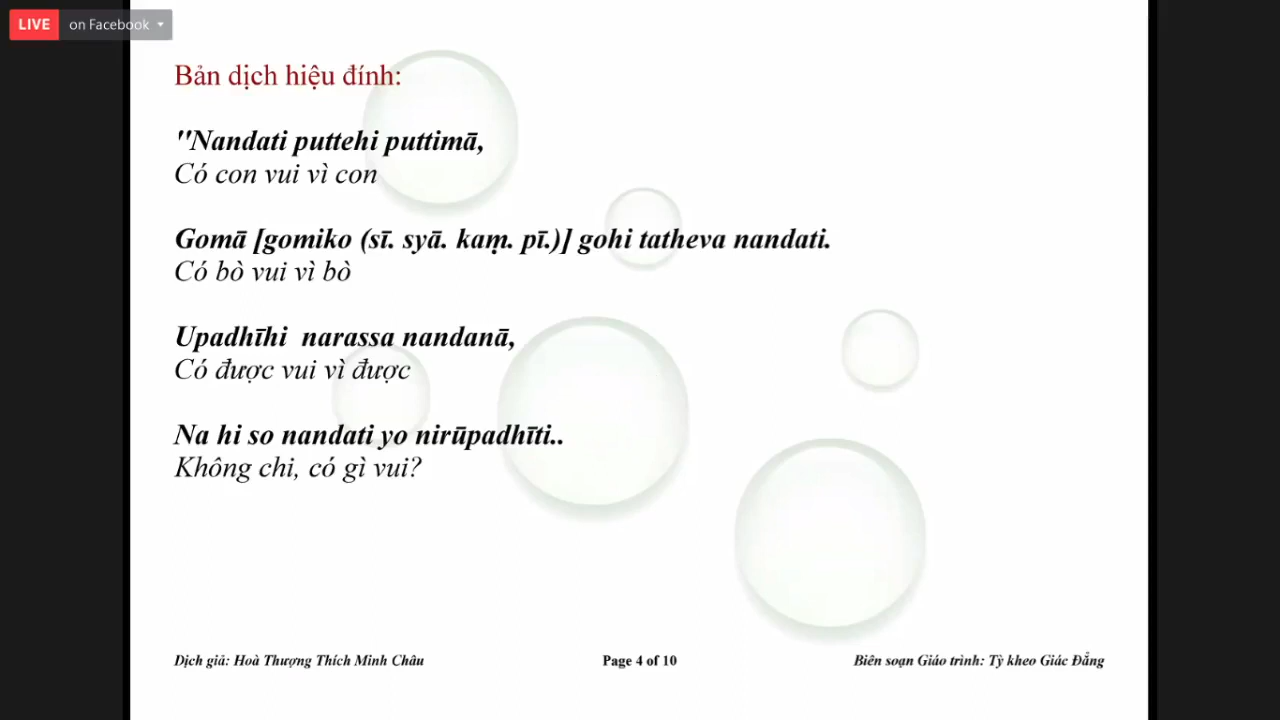 LIVE on Facebook
Bản dịch hiệu đính:
"Nandati puttehi puttimā,
Có con vui vì con
Gomā [gomiko (sī. syā. kaṃ. pī.)] gohi tatheva nandati.
Có bò vui vì bò
Upadhīhi  narassa nandanā,
Có được vui vì được
Na hi so nandati yo nirūpadhīti..
Không chi, có gì vui?
Dịch giả: Hoà Thượng Thích Minh Châu Page 4 of 10 Biên soạn Giáo trình: Tỳ kheo Giác Đẳng